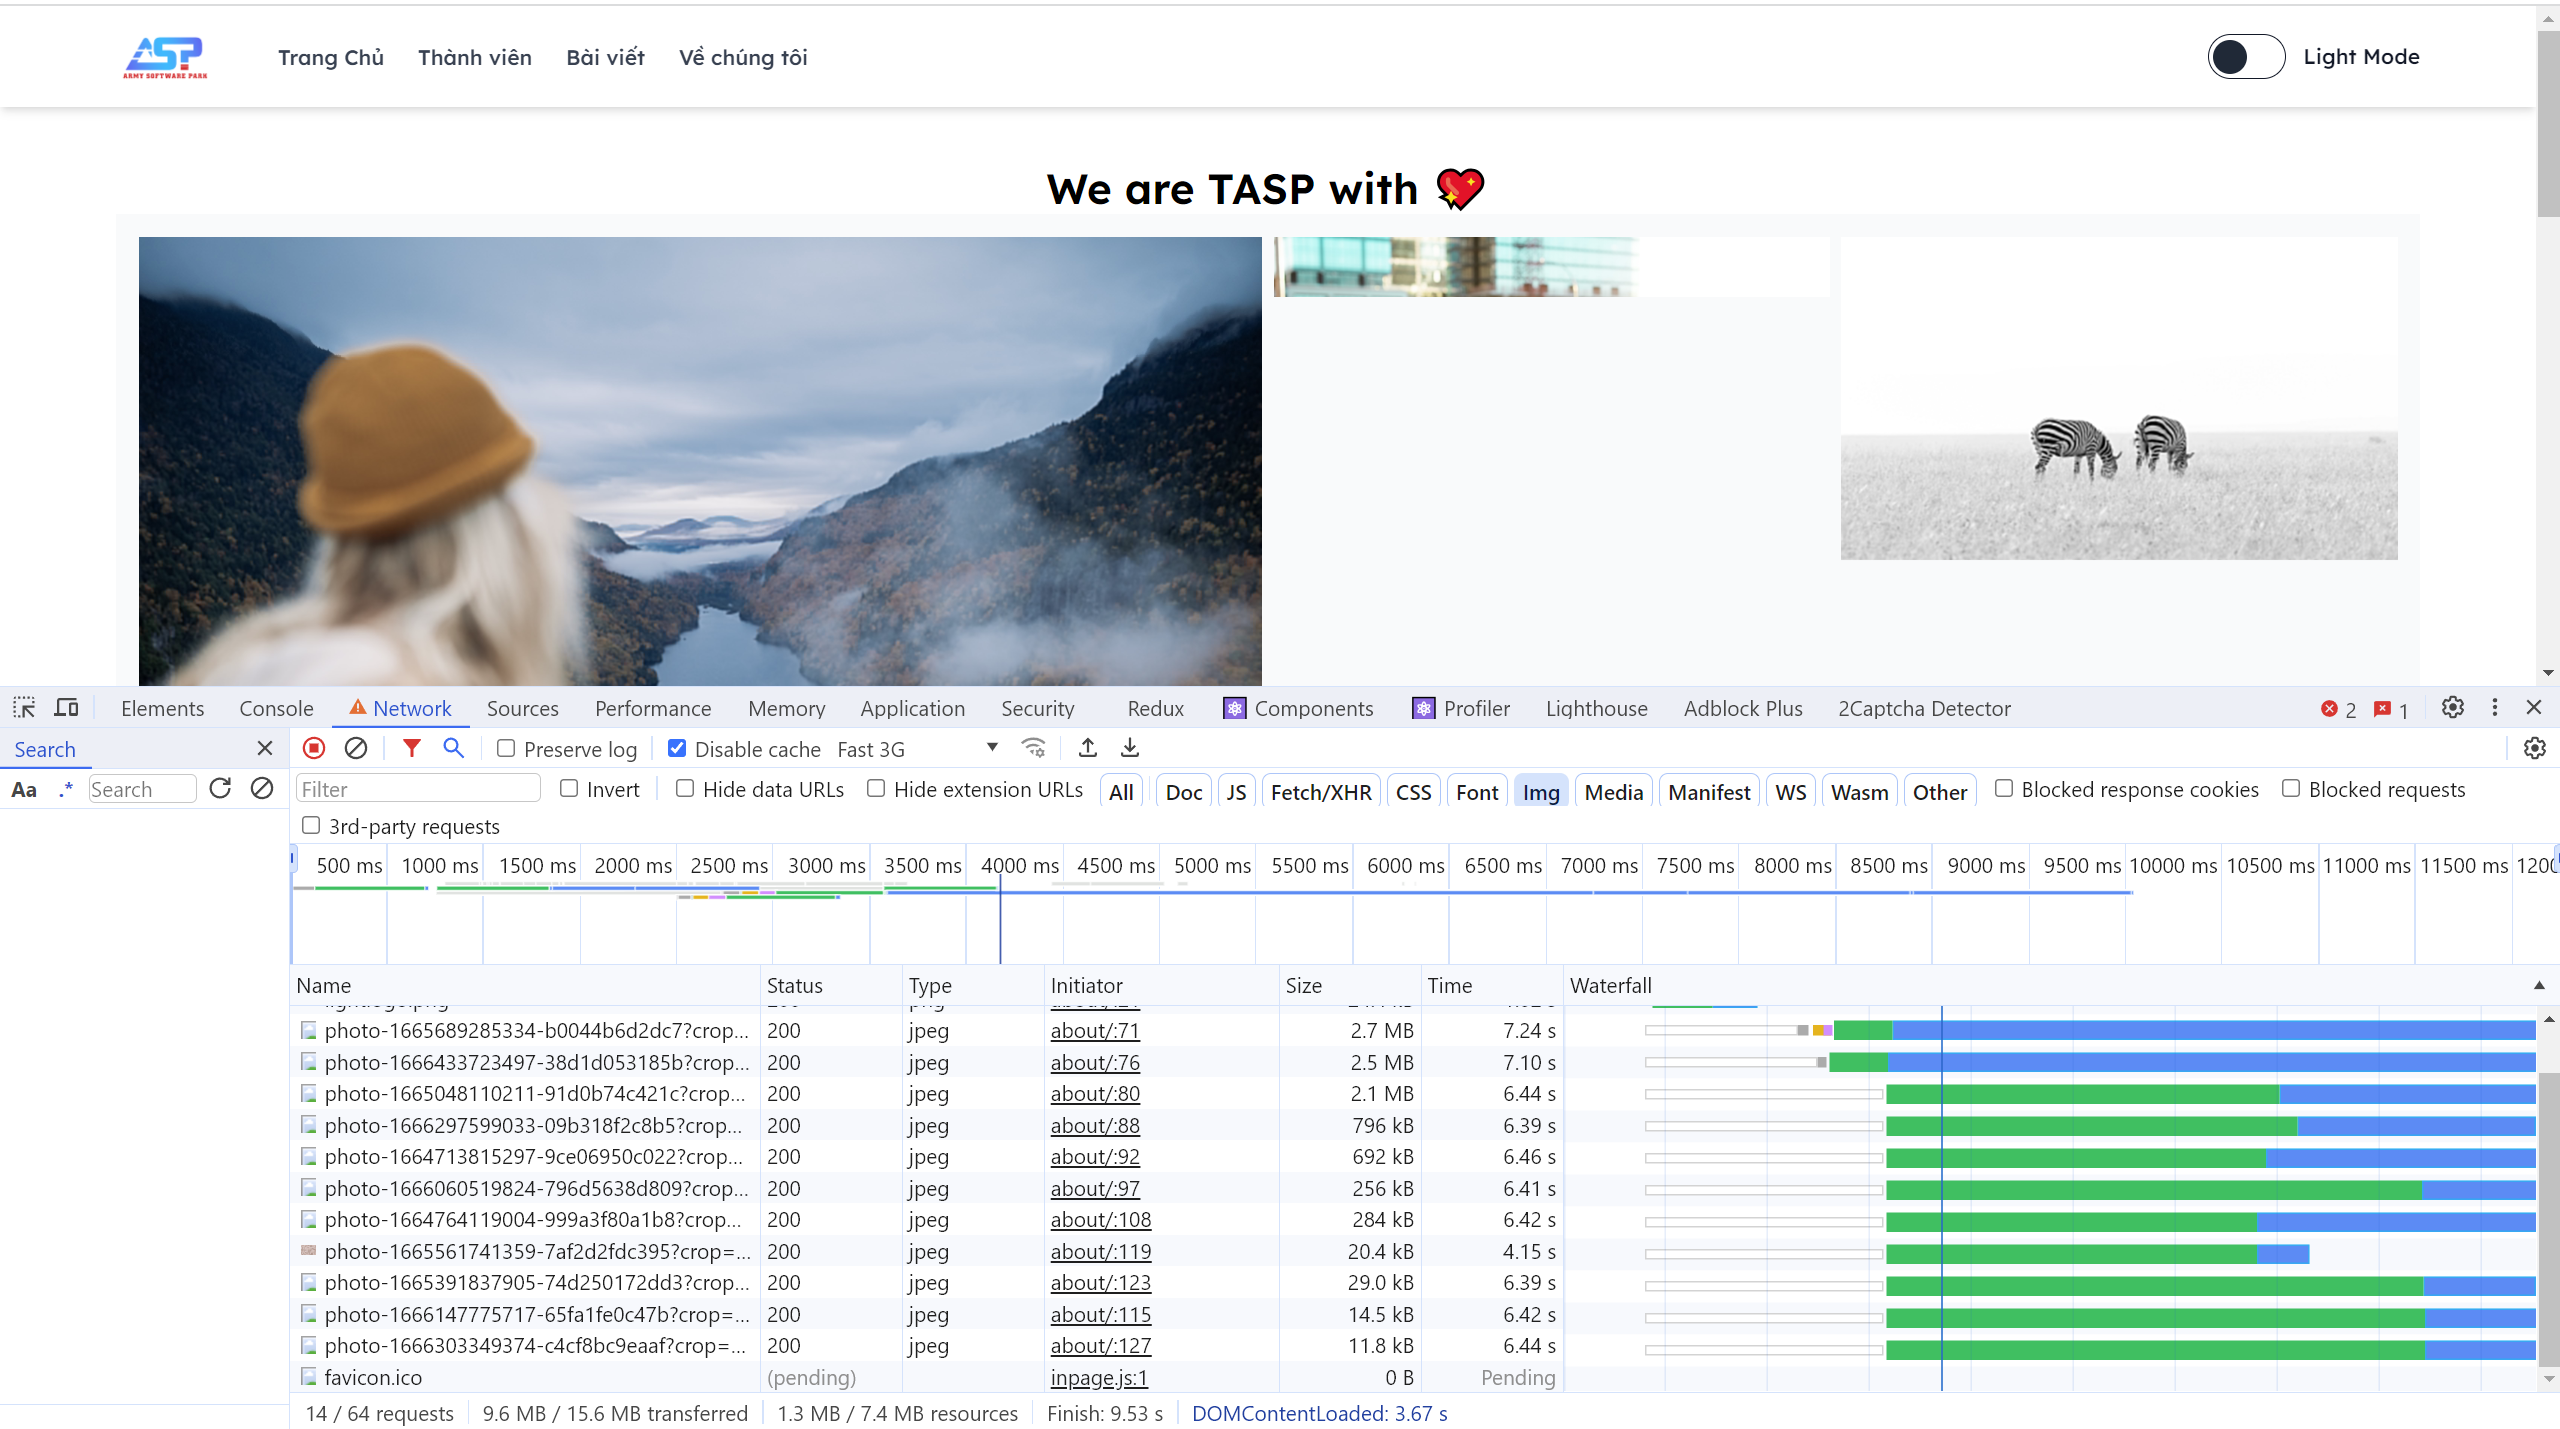 ASP
ARMY SOFTWARE PARK
Trang Chủ Thành viên Bài viết Về chúng tôi Light Mode
We are TASP with 💖
Elements Console Network Sources Performance Memory Application Security Redux Components Profiler Lighthouse Adblock Plus 2Captcha Detector 2 1
Search Preserve log Disable cache Fast 3G
Aa .* Search Filter Invert Hide data URLs Hide extension URLs All Doc JS Fetch/XHR CSS Font Img Media Manifest WS Wasm Other Blocked response cookies Blocked requests
3rd-party requests
500 ms 1000 ms 1500 ms 2000 ms 2500 ms 3000 ms 3500 ms 4000 ms 4500 ms 5000 ms 5500 ms 6000 ms 6500 ms 7000 ms 7500 ms 8000 ms 8500 ms 9000 ms 9500 ms 10000 ms 10500 ms 11000 ms 11500 ms
Name Status Type Initiator Size Time Waterfall
photo-1665689285334-b0044b6d2dc7?crop... 200 jpeg about/:71 2.7 MB 7.24 s
photo-1666433723497-38d1d053185b?crop... 200 jpeg about/:76 2.5 MB 7.10 s
photo-1665048110211-91d0b74c421c?crop... 200 jpeg about/:80 2.1 MB 6.44 s
photo-1666297599033-09b318f2c8b5?crop... 200 jpeg about/:88 796 kB 6.39 s
photo-1664713815297-9ce06950c022?crop... 200 jpeg about/:92 692 kB 6.46 s
photo-1666060519824-796d5638d809?crop... 200 jpeg about/:97 256 kB 6.41 s
photo-1664764119004-999a3f80a1b8?crop... 200 jpeg about/:108 284 kB 6.42 s
photo-1665561741359-7af2d2fdc395?crop=... 200 jpeg about/:119 20.4 kB 4.15 s
photo-1665391837905-74d250172dd3?crop... 200 jpeg about/:123 29.0 kB 6.39 s
photo-1666147775717-65fa1fe0c47b?crop=... 200 jpeg about/:115 14.5 kB 6.42 s
photo-1666303349374-c4cf8bc9eaaf?crop=... 200 jpeg about/:127 11.8 kB 6.44 s
favicon.ico (pending) inpage.js:1 0 B Pending
14 / 64 requests 9.6 MB / 15.6 MB transferred 1.3 MB / 7.4 MB resources Finish: 9.53 s DOMContentLoaded: 3.67 s